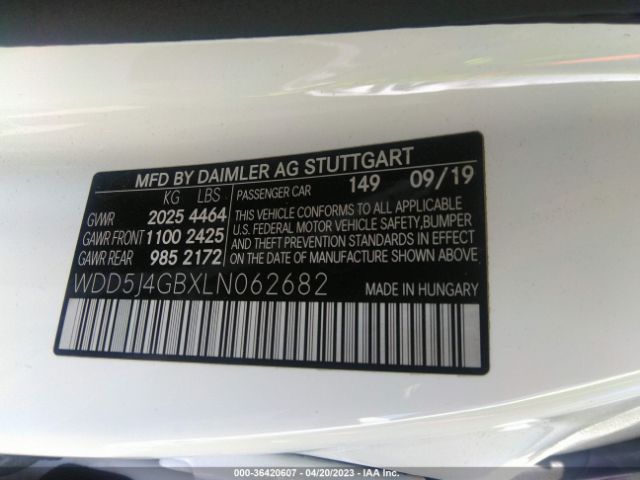 MFD BY DAIMLER AG STUTTGART
KG LBS PASSENGER CAR 149 09/19
GVWR 2025 4464 THIS VEHICLE CONFORMS TO ALL APPLICABLE
GAWR FRONT 1100 2425 U.S. FEDERAL MOTOR VEHICLE SAFETY, BUMPER
GAWR REAR 985 2172 AND THEFT PREVENTION STANDARDS IN EFFECT
ON THE DATE OF MANUFACTURE SHOWN ABOVE.
WDD5J4GBXLN062682 MADE IN HUNGARY
000-36420607 - 04/20/2023 - IAA Inc.